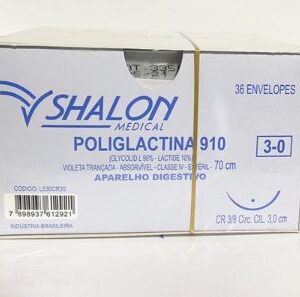 SHALON
MEDICAL
36 ENVELOPES
POLIGLACTINA 910
3-0
(GLYCOLID L 90% - LACTIDE 10%)
VIOLETA TRANÇADA - ABSORVÍVEL - CLASSE IV - ESTÉRIL - 70 cm
APARELHO DIGESTIVO
CÓDIGO. L530CR30
7 898937 612921
INDÚSTRIA BRASILEIRA
CR 3/8 Circ. CIL. 3,0 cm